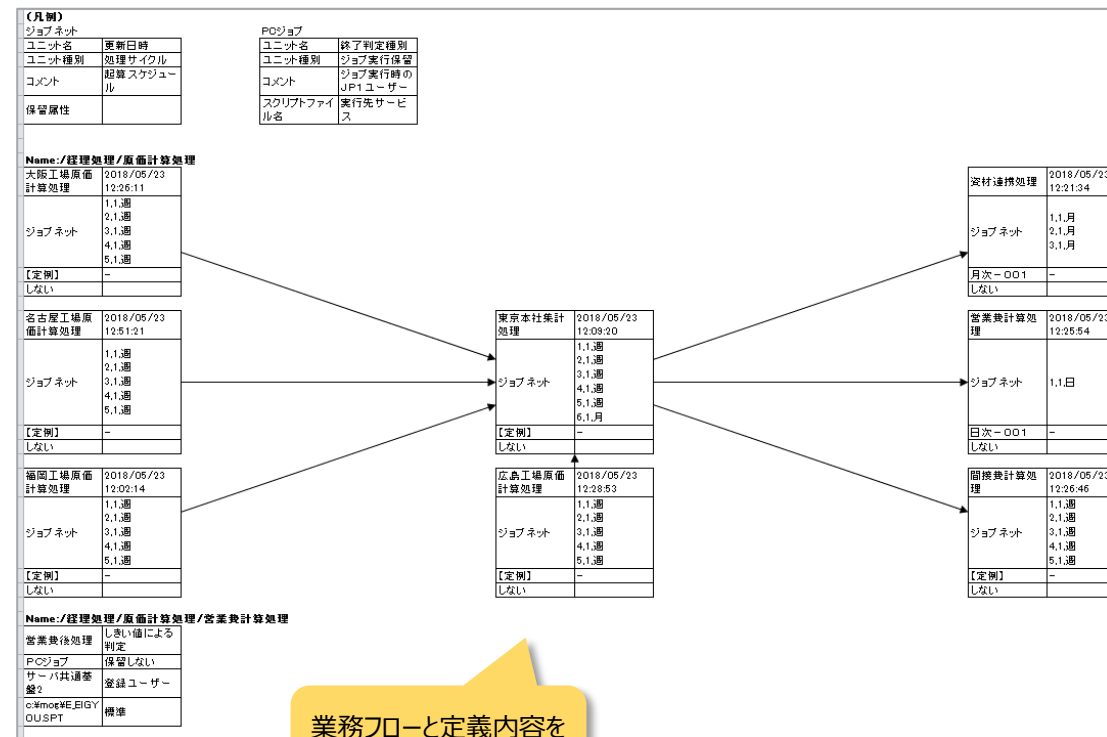 (凡例)
ジョブネット
ユニット名 更新日時
ユニット種別 処理サイクル
コメント 起算スケジュー
ル
保留属性
PCジョブ
ユニット名 終了判定種別
ユニット種別 ジョブ実行保留
コメント ジョブ実行時の
JP1ユーザー
スクリプトファイ 実行先サービ
ル名 ス
Name:/経理処理/原価計算処理
大阪工場原価 2018/05/23
計算処理 12:26:11
ジョブネット
1,1,週
2,1,週
3,1,週
4,1,週
5,1,週
【定例】 -
しない
名古屋工場原 2018/05/23
価計算処理 12:51:21
ジョブネット
1,1,週
2,1,週
3,1,週
4,1,週
5,1,週
【定例】 -
しない
福岡工場原価 2018/05/23
計算処理 12:02:14
ジョブネット
1,1,週
2,1,週
3,1,週
4,1,週
5,1,週
【定例】 -
しない
東京本社集計 2018/05/23
処理 12:09:20
ジョブネット
1,1,週
2,1,週
3,1,週
4,1,週
5,1,週
6,1,月
【定例】 -
しない
広島工場原価 2018/05/23
計算処理 12:28:53
ジョブネット
1,1,週
2,1,週
3,1,週
4,1,週
5,1,週
【定例】 -
しない
資材連携処理 2018/05/23
12:21:34
ジョブネット
1,1,月
2,1,月
3,1,月
月次-001 -
しない
営業費計算処 2018/05/23
理 12:25:54
ジョブネット 1,1,日
日次-001 -
しない
間接費計算処 2018/05/23
理 12:26:46
ジョブネット
1,1,週
2,1,週
3,1,週
4,1,週
5,1,週
【定例】 -
しない
Name:/経理処理/原価計算処理/営業費計算処理
営業費後処理 しきい値による
判定
PCジョブ 保留しない
サーバ共通基 登録ユーザー
盤2
c:¥mog¥E_EIGY 標準
OU.SPT
業務フローと定義内容を